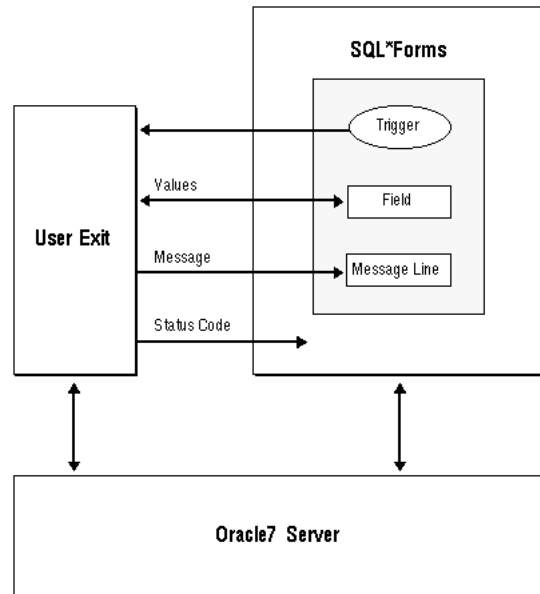 SQL*Forms
Trigger
Values
Field
User Exit
Message
Message Line
Status Code
Oracle7 Server